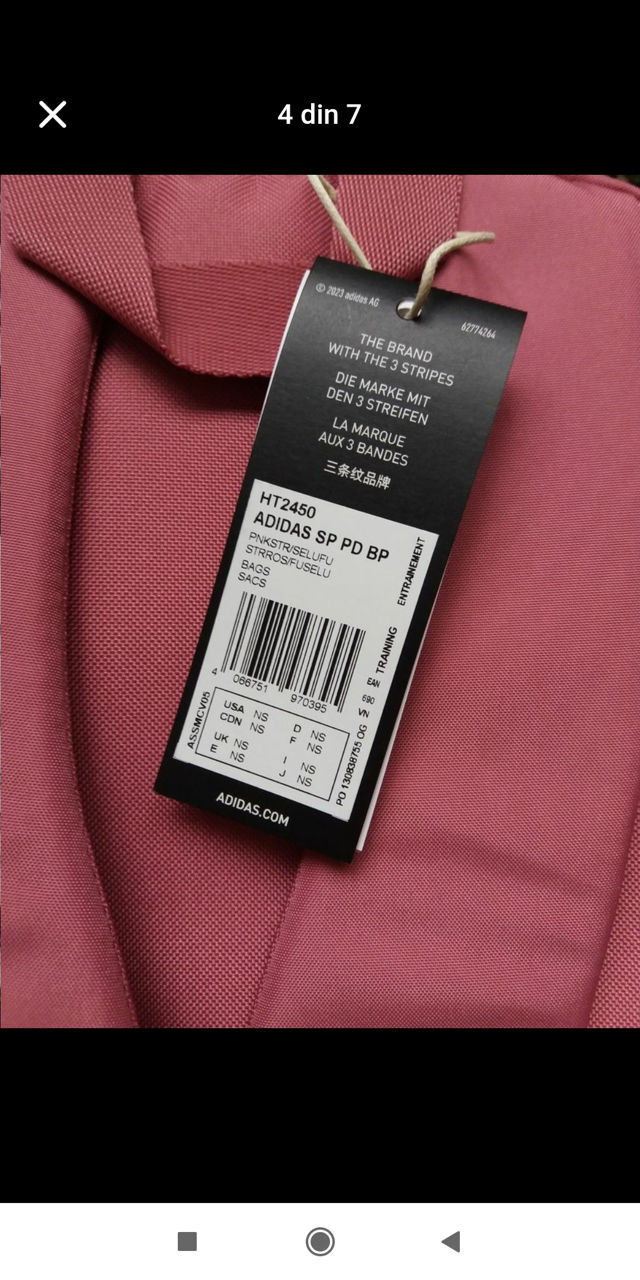 4 din 7
© 2023 adidas AG
62774264
THE BRAND
WITH THE 3 STRIPES
DIE MARKE MIT
DEN 3 STREIFEN
LA MARQUE
AUX 3 BANDES
三条纹品牌
HT2450
ADIDAS SP PD BP
PNKSTR/SELUFU
STRROS/FUSELU
BAGS
SACS
TRAINING ENTRAINEMENT
4 066751 970395
EAN
690
VN
ASSMCV05
USA NS D NS
CDN NS F NS
UK NS I NS
E NS J NS
PO 130838755 OG
ADIDAS.COM